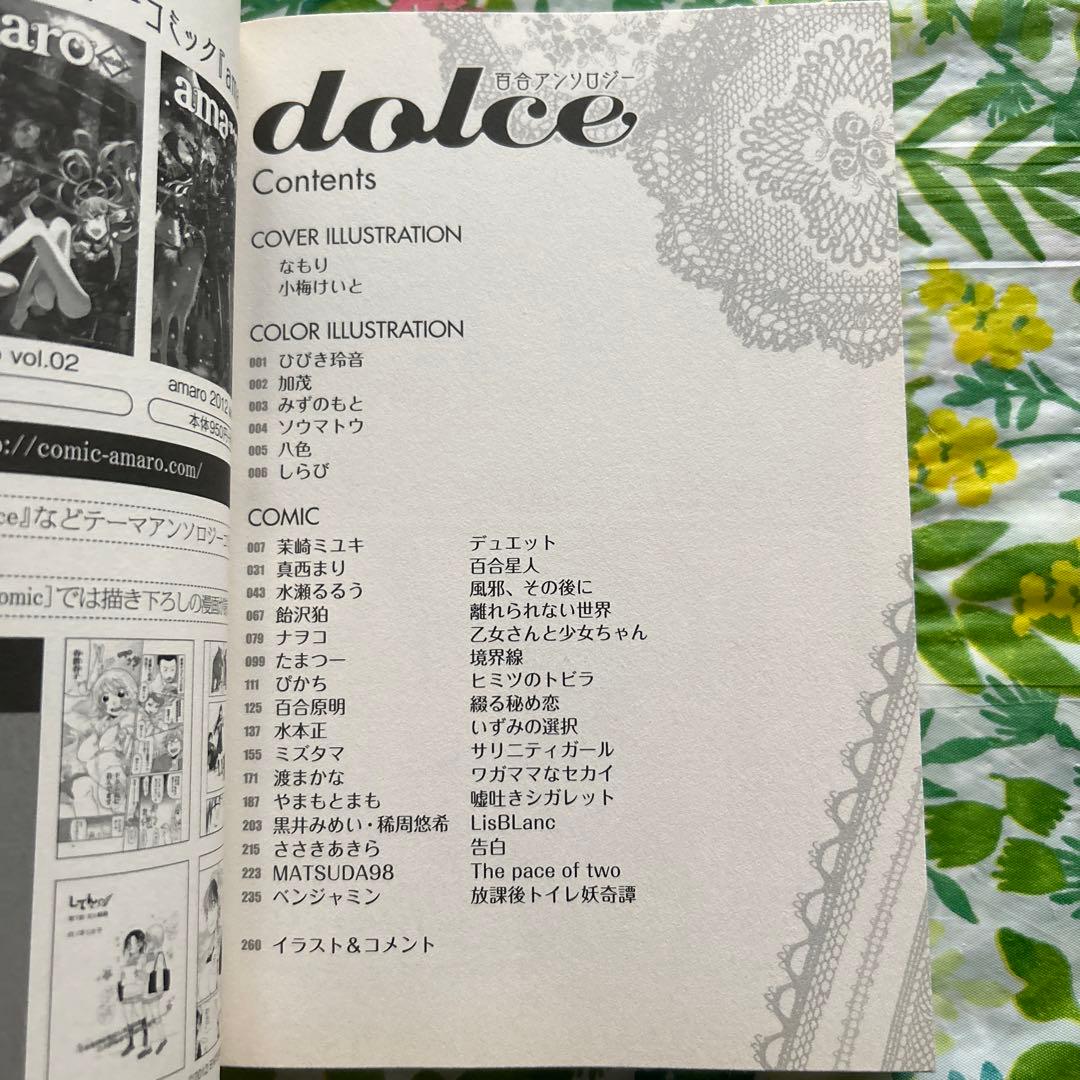 コミック『am
amaro
ama
vol.02
amaro 2012
本体950円
://comic-amaro.com/
ce』などテーマアンソロジーコ
omic]では描き下ろしの漫画
百合アンソロジー
dolce
Contents
COVER ILLUSTRATION
なもり
小梅けいと
COLOR ILLUSTRATION
001 ひびき玲音
002 加茂
003 みずのもと
004 ソウマトウ
005 八色
006 しらび
COMIC
007 茉崎ミユキ デュエット
031 真西まり 百合星人
043 水瀬るるう 風邪、その後に
067 飴沢狛 離れられない世界
079 ナヲコ 乙女さんと少女ちゃん
099 たまつー 境界線
111 ぴかち ヒミツのトビラ
125 百合原明 綴る秘め恋
137 水本正 いずみの選択
155 ミズタマ サリニティガール
171 渡まかな ワガママなセカイ
187 やまもとまも 嘘吐きシガレット
203 黒井みめい・稀周悠希 LisBLanc
215 ささきあきら 告白
223 MATSUDA98 The pace of two
235 ベンジャミン 放課後トイレ妖奇譚
260 イラスト&コメント